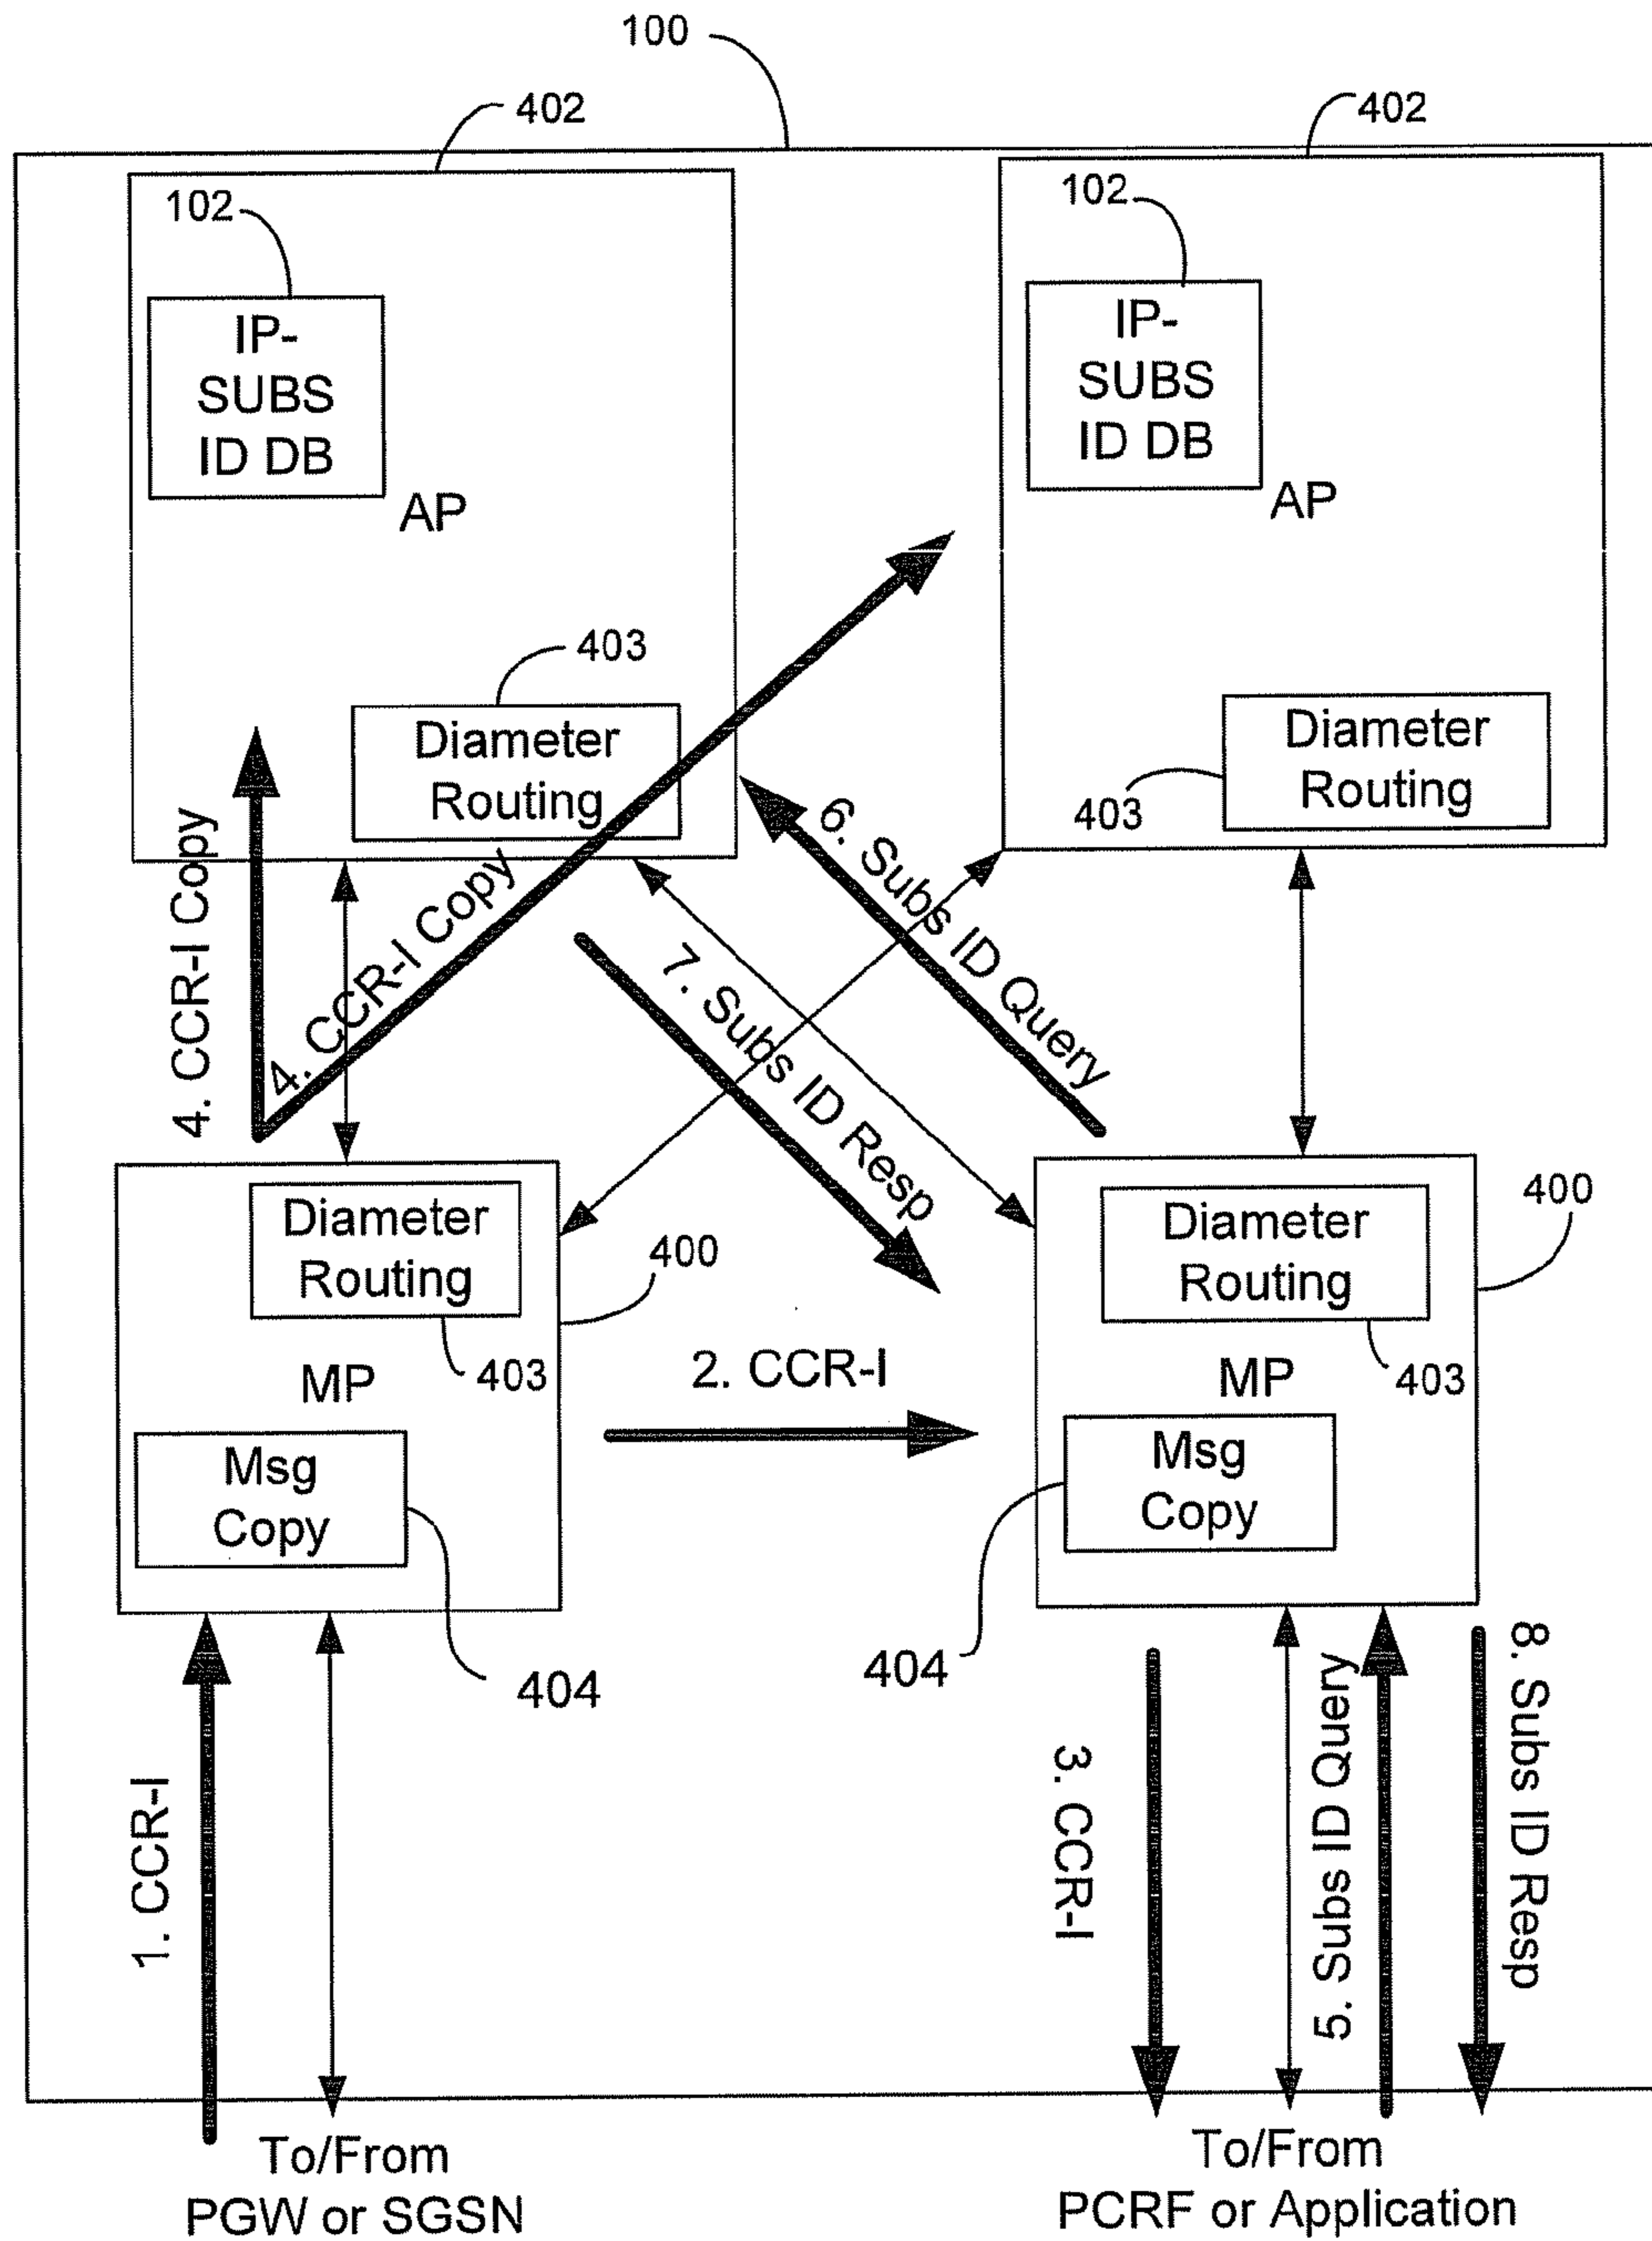 100
402
402
102
102
IP-
SUBS
ID DB
IP-
SUBS
ID DB
AP
AP
403
Diameter
Routing
Diameter
Routing
403
4. CCR-I Copy
4. CCR-I Copy
6. Subs ID Query
7. Subs ID Resp
Diameter
Routing
400
403
MP
Msg
Copy
404
2. CCR-I
Diameter
Routing
400
403
MP
Msg
Copy
404
1. CCR-I
3. CCR-I
5. Subs ID Query
8. Subs ID Resp
To/From
PGW or SGSN
To/From
PCRF or Application